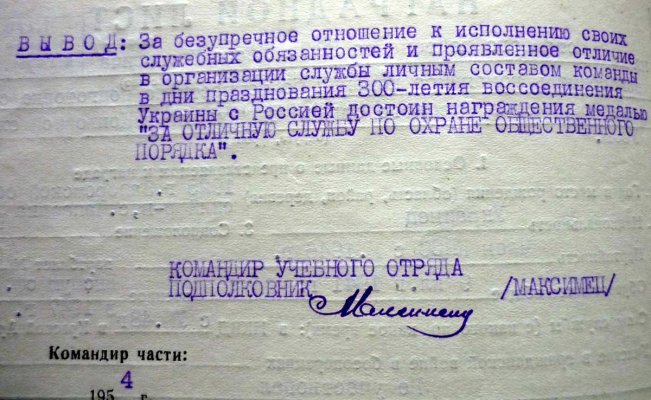 ВЫВОД: За безупречное отношение к исполнению своих
служебных обязанностей и проявленное отличие
в организации службы личным составом команды
в дни празднования 300-летия воссоединения
Украины с Россией достоин награждения медалью
"ЗА ОТЛИЧНУЮ СЛУЖБУ ПО ОХРАНЕ ОБЩЕСТВЕННОГО
ПОРЯДКА".
КОМАНДИР УЧЕБНОГО ОТРЯДА
ПОДПОЛКОВНИК Максимец /МАКСИМЕЦ/
Командир части:
1954 г.